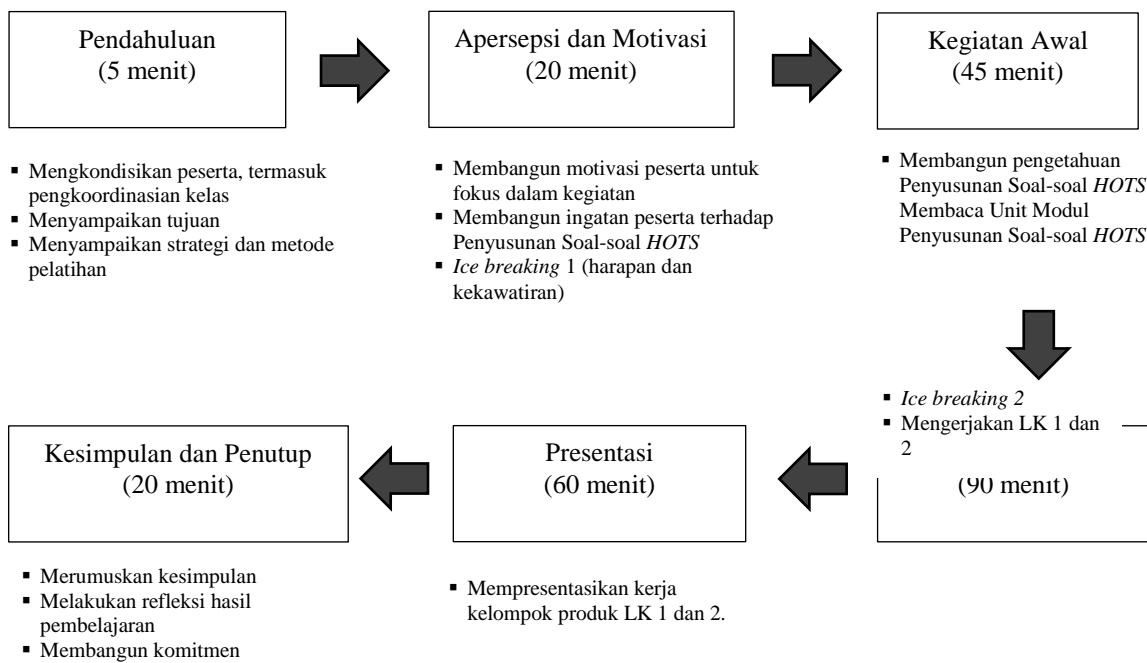 Pendahuluan
(5 menit)
Apersepsi dan Motivasi
(20 menit)
Kegiatan Awal
(45 menit)
▪ Mengkondisikan peserta, termasuk
pengkoordinasian kelas
▪ Menyampaikan tujuan
▪ Menyampaikan strategi dan metode
pelatihan
▪ Membangun motivasi peserta untuk
fokus dalam kegiatan
▪ Membangun ingatan peserta terhadap
Penyusunan Soal-soal HOTS
▪ Ice breaking 1 (harapan dan
kekawatiran)
▪ Membangun pengetahuan
Penyusunan Soal-soal HOTS
Membaca Unit Modul
Penyusunan Soal-soal HOTS
▪ Ice breaking 2
▪ Mengerjakan LK 1 dan
2
(90 menit)
Presentasi
(60 menit)
Kesimpulan dan Penutup
(20 menit)
▪ Mempresentasikan kerja
kelompok produk LK 1 dan 2.
▪ Merumuskan kesimpulan
▪ Melakukan refleksi hasil
pembelajaran
▪ Membangun komitmen